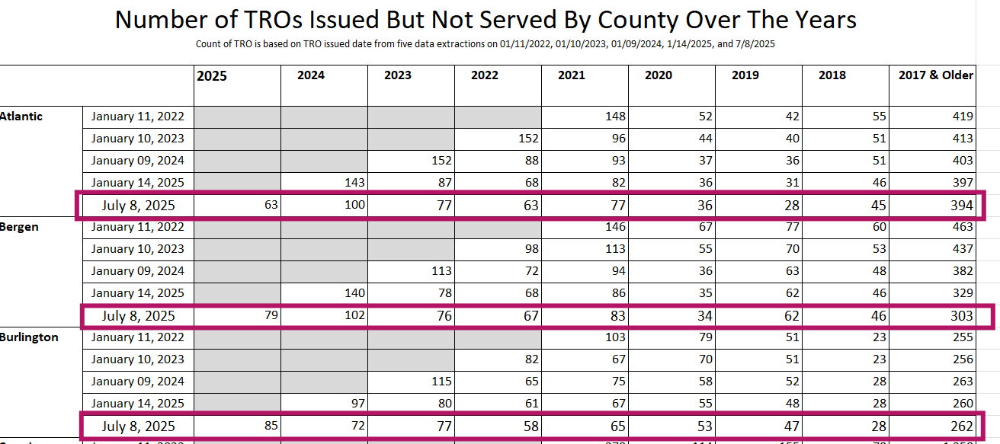 Number of TROs Issued But Not Served By County Over The Years
Count of TRO is based on TRO issued date from five data extractions on 01/11/2022, 01/10/2023, 01/09/2024, 1/14/2025, and 7/8/2025
2025 2024 2023 2022 2021 2020 2019 2018 2017 & Older
Atlantic January 11, 2022 148 52 42 55 419
January 10, 2023 152 96 44 40 51 413
January 09, 2024 152 88 93 37 36 51 403
January 14, 2025 143 87 68 82 36 31 46 397
July 8, 2025 63 100 77 63 77 36 28 45 394
Bergen January 11, 2022 146 67 77 60 463
January 10, 2023 98 113 55 70 53 437
January 09, 2024 113 72 94 36 63 48 382
January 14, 2025 140 78 68 86 35 62 46 329
July 8, 2025 79 102 76 67 83 34 62 46 303
Burlington January 11, 2022 103 79 51 23 255
January 10, 2023 82 67 70 51 23 256
January 09, 2024 115 65 75 58 52 28 263
January 14, 2025 97 80 61 67 55 48 28 260
July 8, 2025 85 72 77 58 65 53 47 28 262